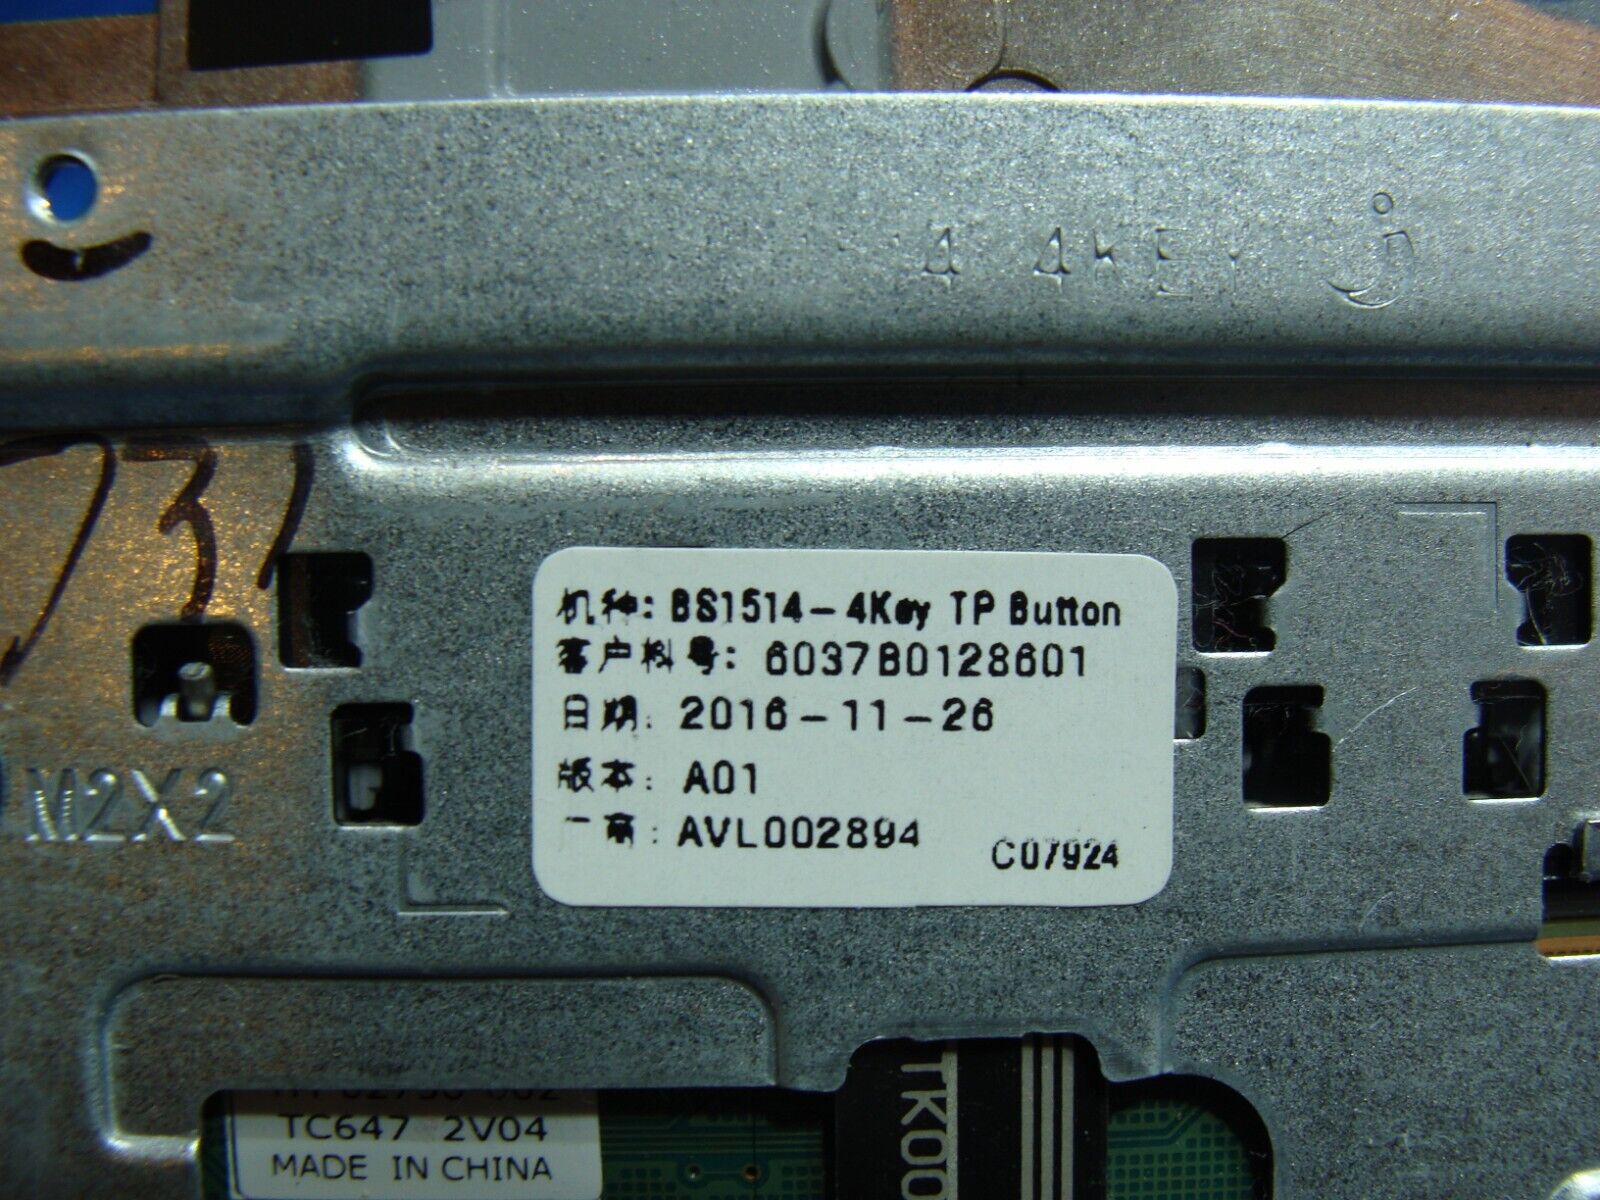 4 4KEY
731
机种: BS1514-4Key TP Button
客户料号: 6037B0128601
日期: 2016-11-26
版本: A01
厂商: AVL002894
C07924
M2X2
TC647 2V04
MADE IN CHINA
TK00